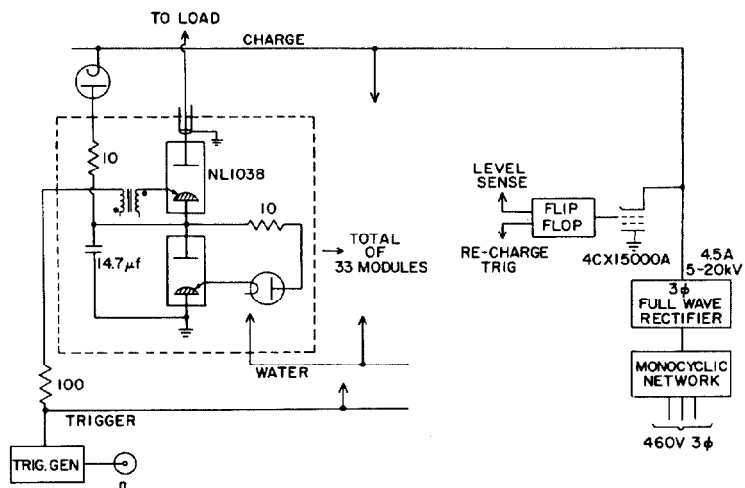 TO LOAD
CHARGE
10
NL1038
10
14.7µf
TOTAL
OF
33 MODULES
LEVEL
SENSE
FLIP
FLOP
RE-CHARGE
TRIG
4CX15000A
4.5A
5-20kV
3ϕ
FULL WAVE
RECTIFIER
MONOCYCLIC
NETWORK
460V 3ϕ
WATER
100
TRIGGER
TRIG. GEN